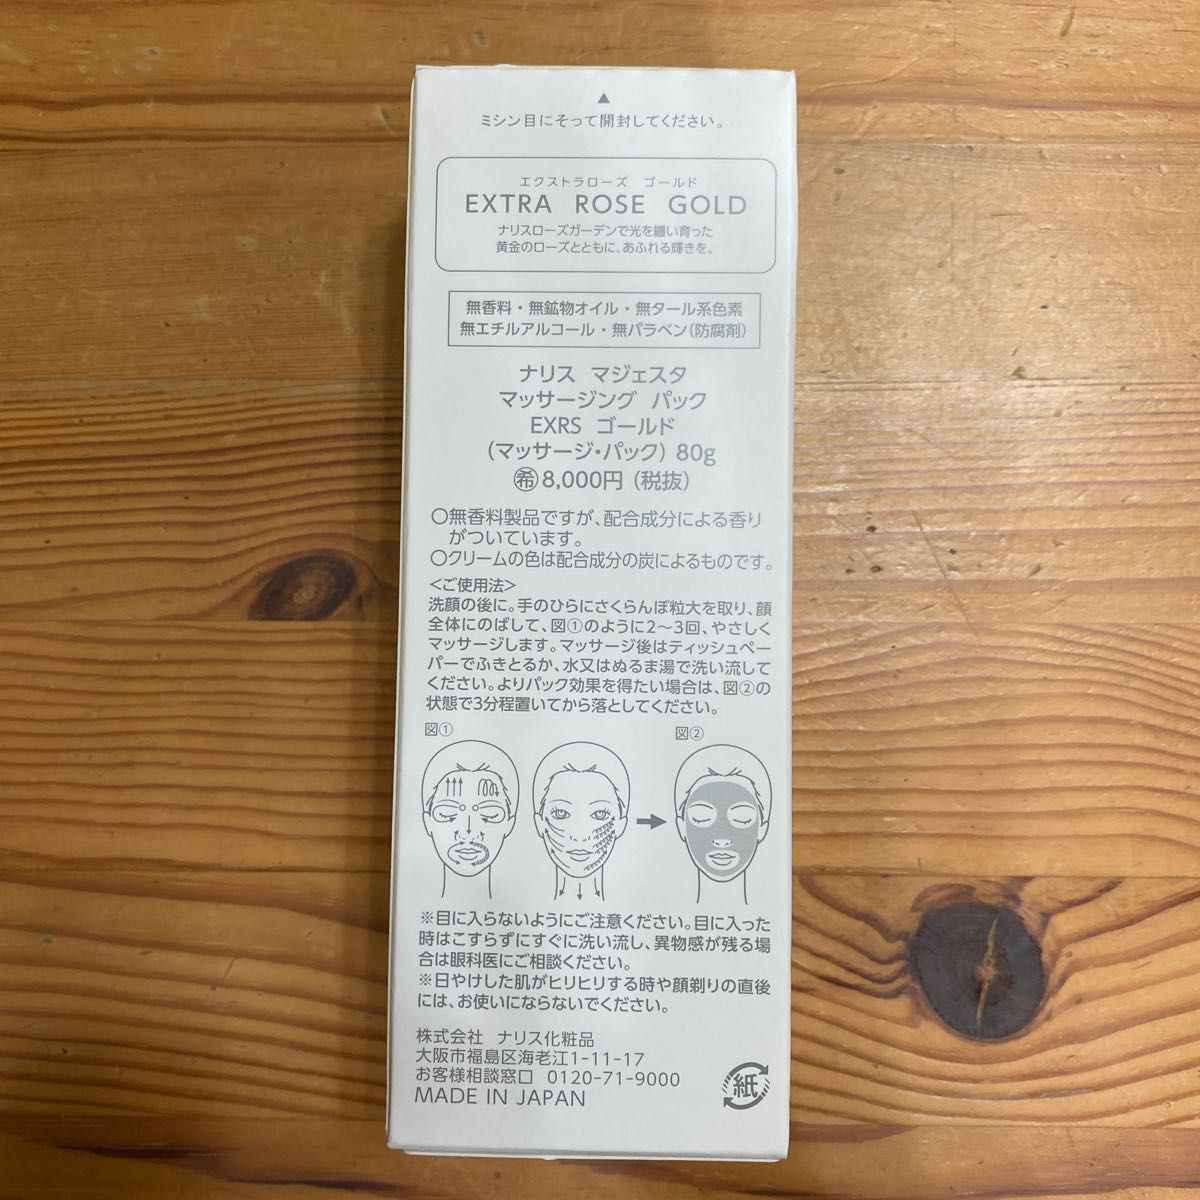 ▲
ミシン目にそって開封してください。
エクストラローズ ゴールド
EXTRA ROSE GOLD
ナリスローズガーデンで光を纏い育った
黄金のローズとともに、あふれる輝きを。
無香料・無鉱物オイル・無タール系色素
無エチルアルコール・無パラベン(防腐剤)
ナリス マジェスタ
マッサージング パック
EXRS ゴールド
(マッサージ・パック) 80g
㊭8,000円 (税抜)
○無香料製品ですが、配合成分による香り
がついています。
○クリームの色は配合成分の炭によるものです。
<ご使用法>
洗顔の後に。手のひらにさくらんぼ粒大を取り、顔
全体にのばして、図①のように2～3回、やさしく
マッサージします。マッサージ後はティッシュペー
パーでふきとるか、水又はぬるま湯で洗い流して
ください。よりパック効果を得たい場合は、図②の
状態で3分程置いてから落としてください。
図①
図②
※目に入らないようにご注意ください。目に入った
時はこすらずにすぐに洗い流し、異物感が残る場
合は眼科医にご相談ください。
※日やけした肌がヒリヒリする時や顔剃りの直後
には、お使いにならないでください。
株式会社 ナリス化粧品
大阪市福島区海老江1-11-17
お客様相談窓口 0120-71-9000
MADE IN JAPAN
紙